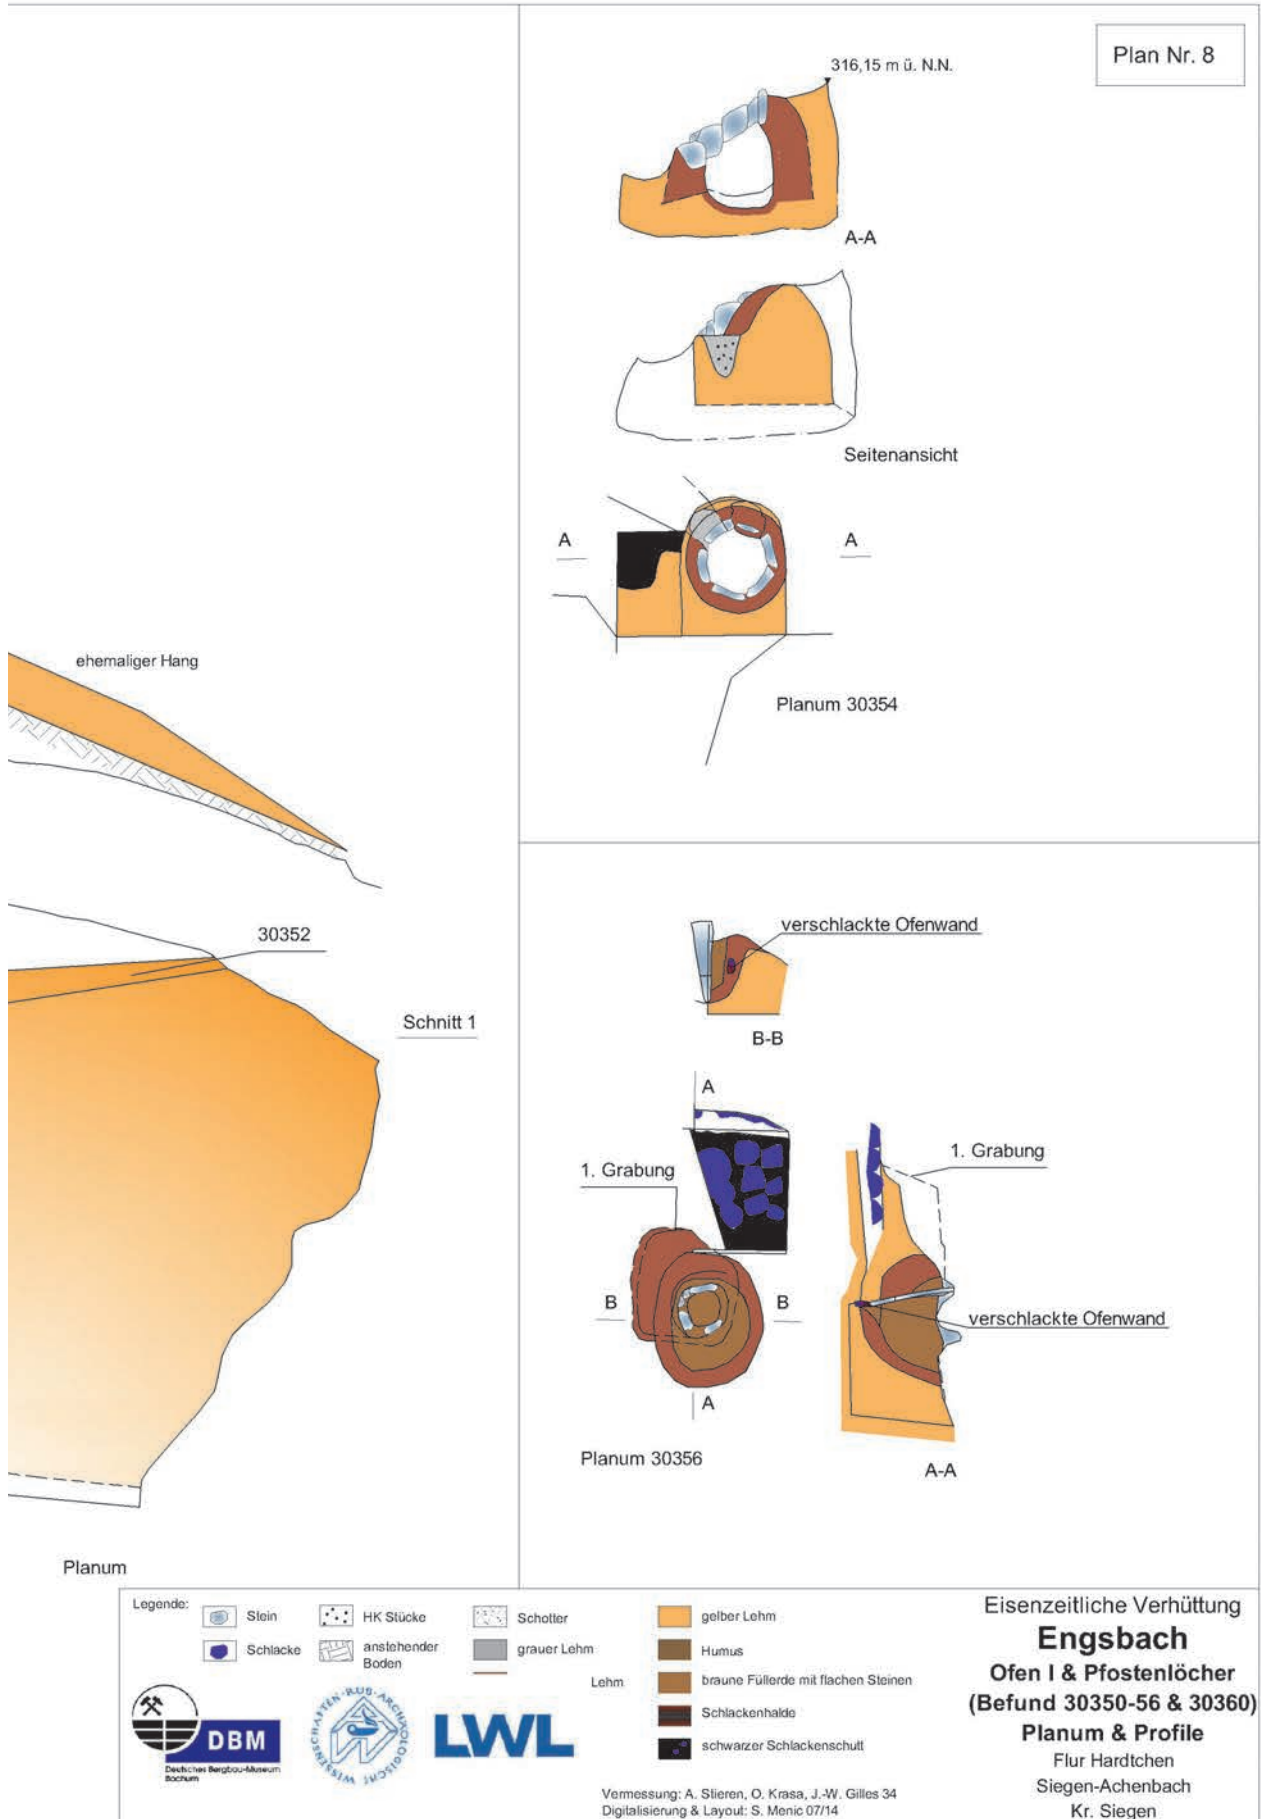 Plan Nr. 8
316,15 m ü. N.N.
A-A
Seitenansicht
A
A
Planum 30354
ehemaliger Hang
30352
Schnitt 1
Planum
verschlackte Ofenwand
B-B
A
1. Grabung
1. Grabung
B
B
verschlackte Ofenwand
A
Planum 30356
A-A
Legende:
Stein
Schlacke
HK Stücke
anstehender
Boden
Schotter
grauer Lehm
Lehm
gelber Lehm
Humus
braune Füllerde mit flachen Steinen
Schlackenhalde
schwarzer Schlackenschutt
DBM
Deutsches Bergbau-Museum
Bochum
LWL
Vermessung: A. Stieren, O. Krasa, J.-W. Gilles 34
Digitalisierung & Layout: S. Menic 07/14
Eisenzeitliche Verhüttung
Engsbach
Ofen I & Pfostenlöcher
(Befund 30350-56 & 30360)
Planum & Profile
Flur Hardtchen
Siegen-Achenbach
Kr. Siegen